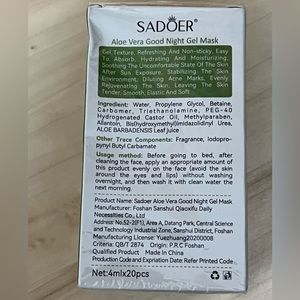 SADOER®
Aloe Vera Good Night Gel Mask
Gel Texture, Refreshing And Non-sticky, Easy
To Absorb, Hydrating And Moisturizing,
Soothing The Uncomfortable State Of The Skin
After Sun Exposure. Stabilizing The Skin
Environment, Diluting Acne Marks, Evenly
Rejuvenating The Skin, Leaving The Skin
Tender, Smooth, Elastic And Soft
Ingredient: Water, Propylene Glycol, Betaine,
Carbomer, Triethanolamine, PEG-40
Hydrogenated Castor Oil, Methylparaben,
Allantoin, Bis(hydroxymethyl)imidazolidinyl Urea,
ALOE BARBADENSIS Leaf Juice
Other Trace Components: Fragrance, Iodopro-
pynyl Butyl Carbamate
Usage Methods: Before going to bed, after
cleaning the face, apply an appropriate amount of
this product evenly on the face (avoid the skin
around the eyes and lips) without washing
overnight, and then wash it with clean water the
next morning.
Product Name: Sadoer Aloe Vera Good Night Gel Mask
Manufacturer: Foshan Sanshui Qiaoxifu Daily
Necessities Co., Ltd
Address: No.52-2(F1), Area A, Datang Park, Central Science
and Technology Industrial Zone, Sanshui District, Foshan
Manufacturing License: Yuezhuang20200008
Criteria: QB/T 2874 Origin: P.R.C Foshan
Qualified Product Made in China
Production Code and Expriation Date: Refer Printed Code
Net:4mlx20pcs